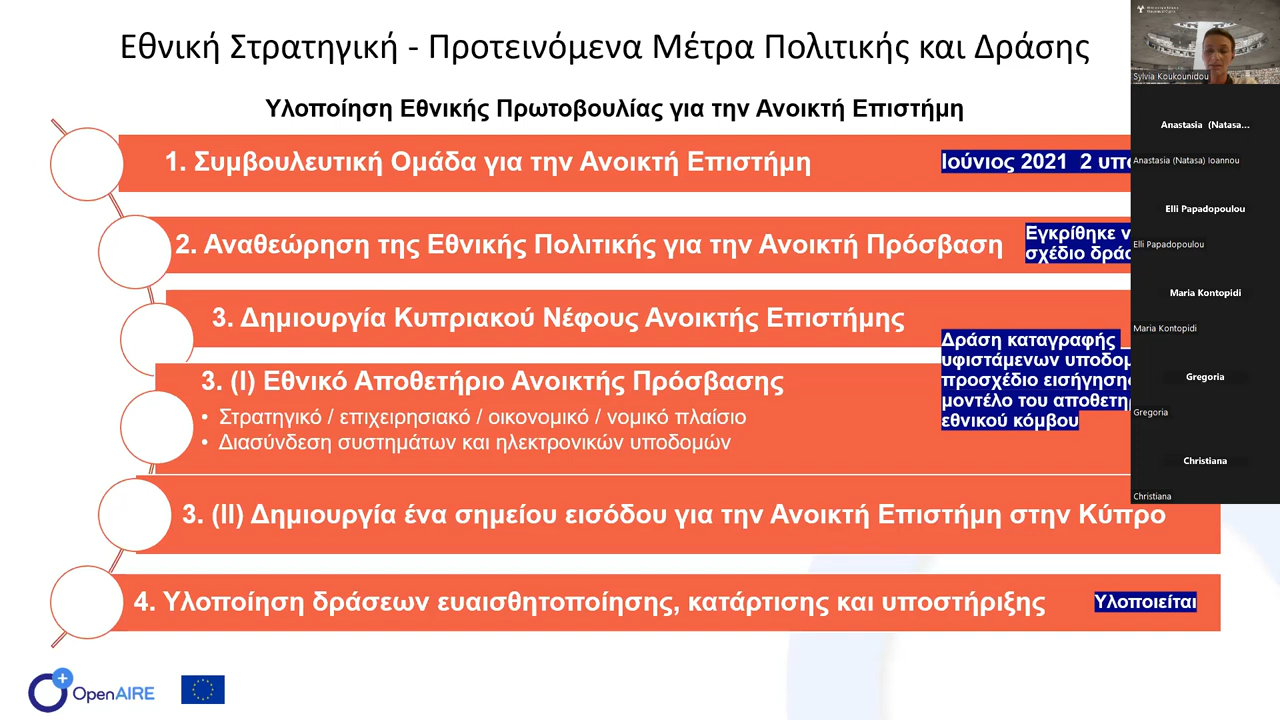 Εθνική Στρατηγική - Προτεινόμενα Μέτρα Πολιτικής και Δράσης
Υλοποίηση Εθνικής Πρωτοβουλίας για την Ανοικτή Επιστήμη
1. Συμβουλευτική Ομάδα για την Ανοικτή Επιστήμη
Ιούνιος 2021 2
2. Αναθεώρηση της Εθνικής Πολιτικής για την Ανοικτή Πρόσβαση
Εγκρίθηκε
σχέδιο
3. Δημιουργία Κυπριακού Νέφους Ανοικτής Επιστήμης
Δράση καταγραφής
υφιστάμενων
προσχέδιο
μοντέλο του
εθνικού κόμβου
3. (Ι) Εθνικό Αποθετήριο Ανοικτής Πρόσβασης
• Στρατηγικό / επιχειρησιακό / οικονομικό / νομικό πλαίσιο
• Διασύνδεση συστημάτων και ηλεκτρονικών υποδομών
3. (ΙΙ) Δημιουργία ένα σημείου εισόδου για την Ανοικτή Επιστήμη στην Κύπρο
4. Υλοποίηση δράσεων ευαισθητοποίησης, κατάρτισης και υποστήριξης
Υλοποιείται
OpenAIRE
Sylvia Koukounidou
Anastasia (Natasa...
Anastasia (Natasa) Ioannou
Elli Papadopoulou
Elli Papadopoulou
Maria Kontopidi
Maria Kontopidi
Gregoria
Gregoria
Christiana
Christiana